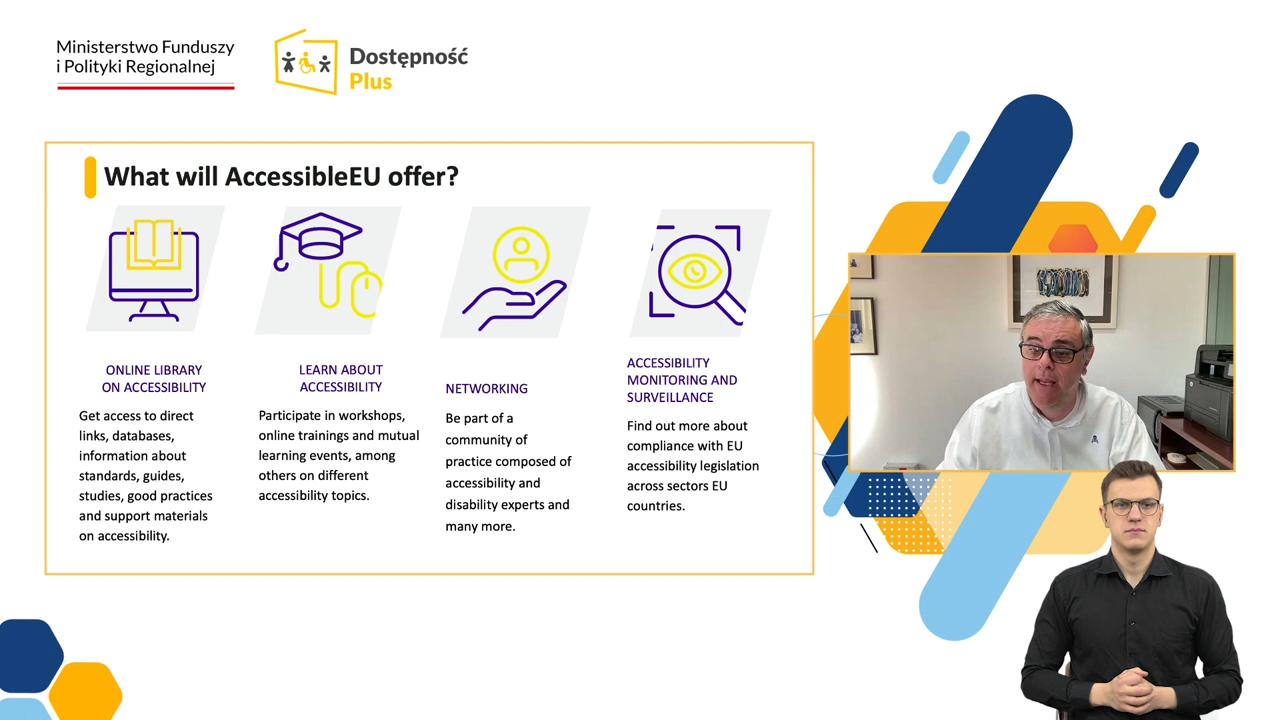 Ministerstwo Funduszy
i Polityki Regionalnej
Dostępność
Plus
What will AccessibleEU offer?
ONLINE LIBRARY
ON ACCESSIBILITY
Get access to direct
links, databases,
information about
standards, guides,
studies, good practices
and support materials
on accessibility.
LEARN ABOUT
ACCESSIBILITY
Participate in workshops,
online trainings and mutual
learning events, among
others on different
accessibility topics.
NETWORKING
Be part of a
community of
practice composed of
accessibility and
disability experts and
many more.
ACCESSIBILITY
MONITORING AND
SURVEILLANCE
Find out more about
compliance with EU
accessibility legislation
across sectors EU
countries.